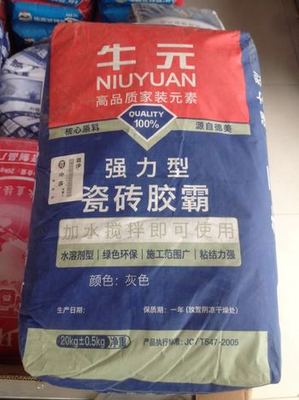 牛元
NIUYUAN
高品质家装元素
QUALITY
100%
核心原料
源自德美
强力型
瓷砖胶霸
加水搅拌即可使用
水溶剂型 | 绿色环保 | 施工范围广 | 粘结力强
颜色:灰色
生产日期:
保质期:一年(放置阴凉干燥处)
20kg±0.5kg
产品执行标准:JC/T547-2005